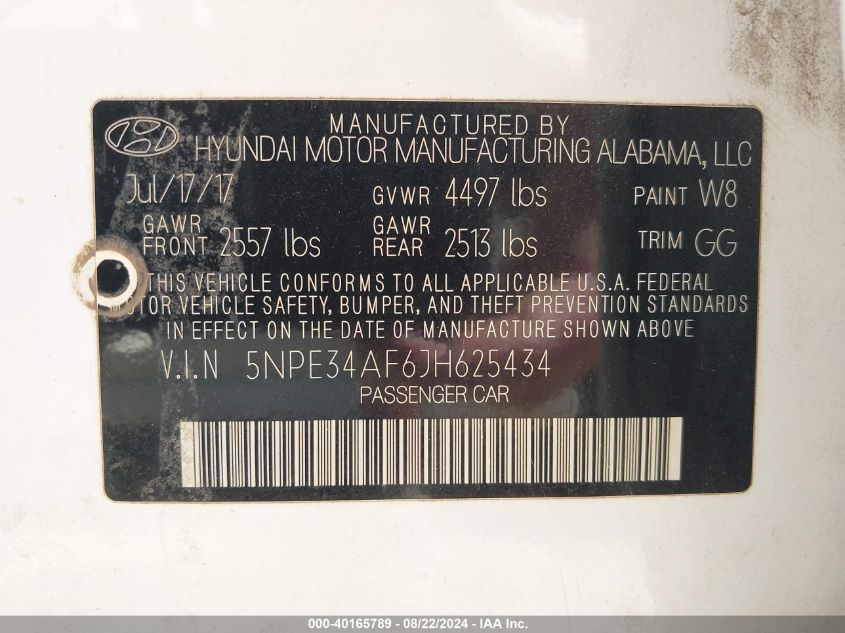 MANUFACTURED BY
HYUNDAI MOTOR MANUFACTURING ALABAMA, LLC
Jul/17/17 GVWR 4497 lbs PAINT W8
GAWR FRONT 2557 lbs GAWR REAR 2513 lbs TRIM GG
THIS VEHICLE CONFORMS TO ALL APPLICABLE U.S.A. FEDERAL
MOTOR VEHICLE SAFETY, BUMPER, AND THEFT PREVENTION STANDARDS
IN EFFECT ON THE DATE OF MANUFACTURE SHOWN ABOVE
V.I.N 5NPE34AF6JH625434
PASSENGER CAR
000-40165789 - 08/22/2024 - IAA, Inc.